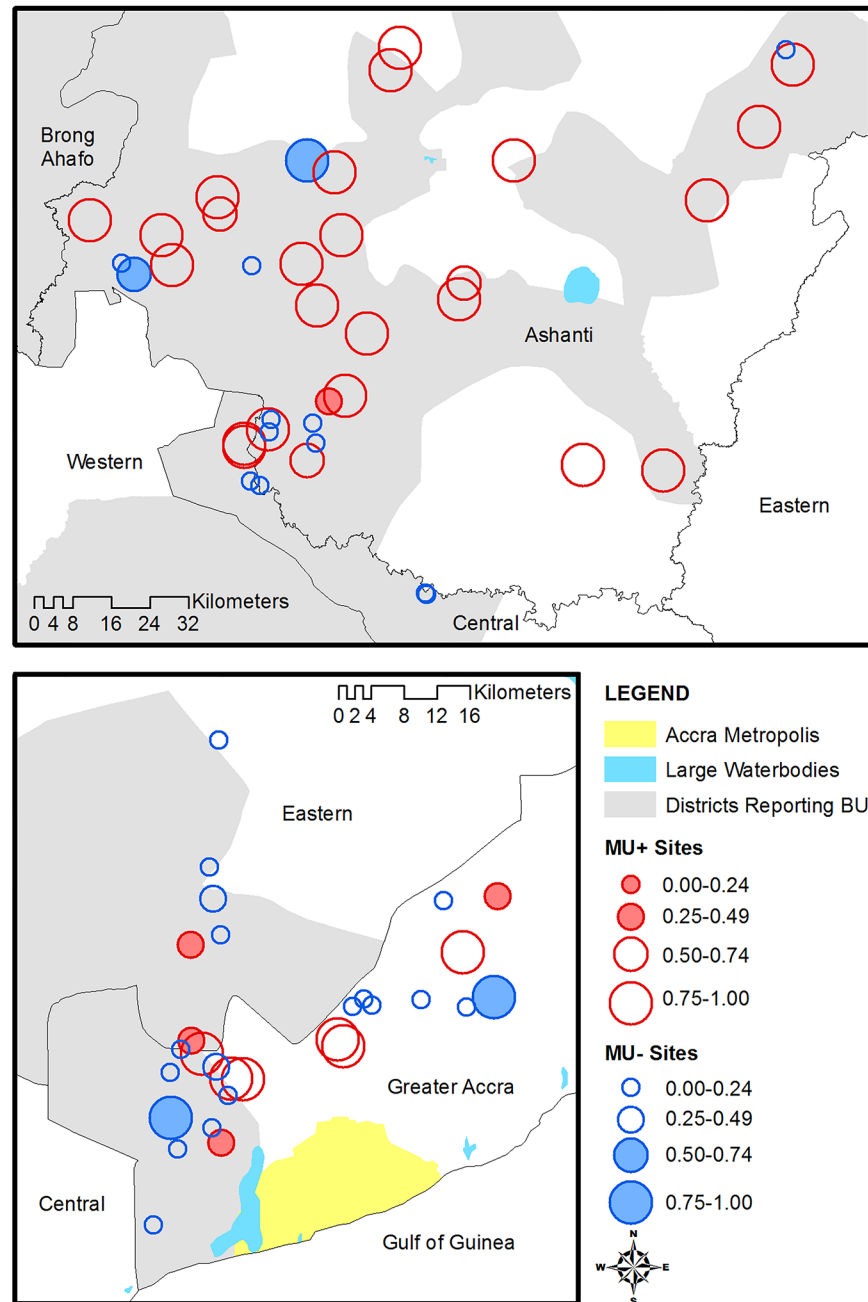 Brong
Ahafo
Ashanti
Western
Eastern
Kilometers
0 4 8 16 24 32
Central
Kilometers
0 2 4 8 12 16
Eastern
Greater Accra
Central
Gulf of Guinea
LEGEND
Accra Metropolis
Large Waterbodies
Districts Reporting BU
MU+ Sites
0.00-0.24
0.25-0.49
0.50-0.74
0.75-1.00
MU- Sites
0.00-0.24
0.25-0.49
0.50-0.74
0.75-1.00
N
W E
S